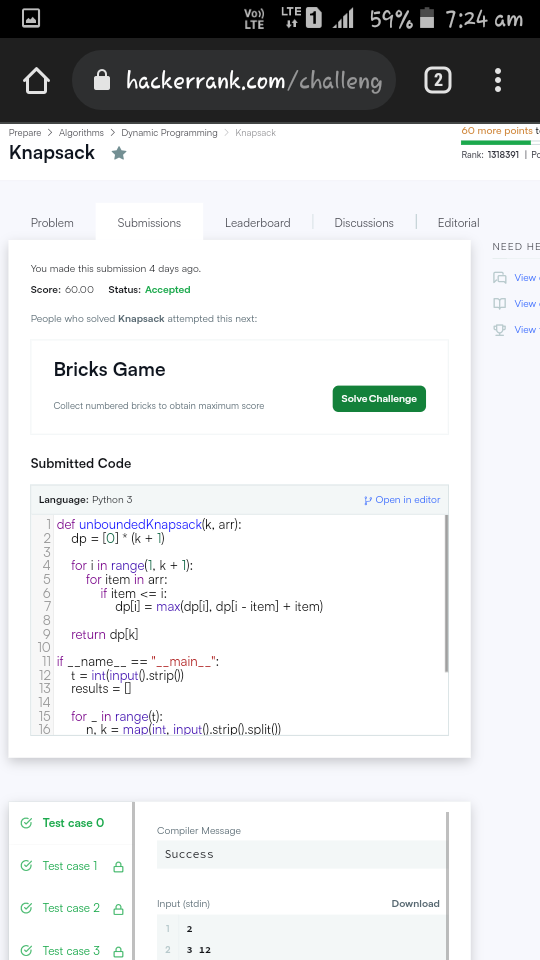 Vo)) LTE LTE 1 59% 7:24 am
hackerrank.com/challeng 2
Prepare > Algorithms > Dynamic Programming > Knapsack
60 more points t
Knapsack
Rank: 1318391 | Po
Problem Submissions Leaderboard Discussions Editorial
NEED HE
You made this submission 4 days ago.
View
Score: 60.00 Status: Accepted
View
People who solved Knapsack attempted this next:
View
Bricks Game
Collect numbered bricks to obtain maximum score
Solve Challenge
Submitted Code
Language: Python 3 Open in editor
1 def unboundedKnapsack(k, arr):
2 dp = [0] * (k + 1)
3
4 for i in range(1, k + 1):
5 for item in arr:
6 if item <= i:
7 dp[i] = max(dp[i], dp[i - item] + item)
8
9 return dp[k]
10
11 if __name__ == "__main__":
12 t = int(input().strip())
13 results = []
14
15 for _ in range(t):
16 n, k = map(int, input().strip().split())
Test case 0
Compiler Message
Success
Test case 1
Test case 2
Input (stdin) Download
1 2
2 3 12
Test case 3